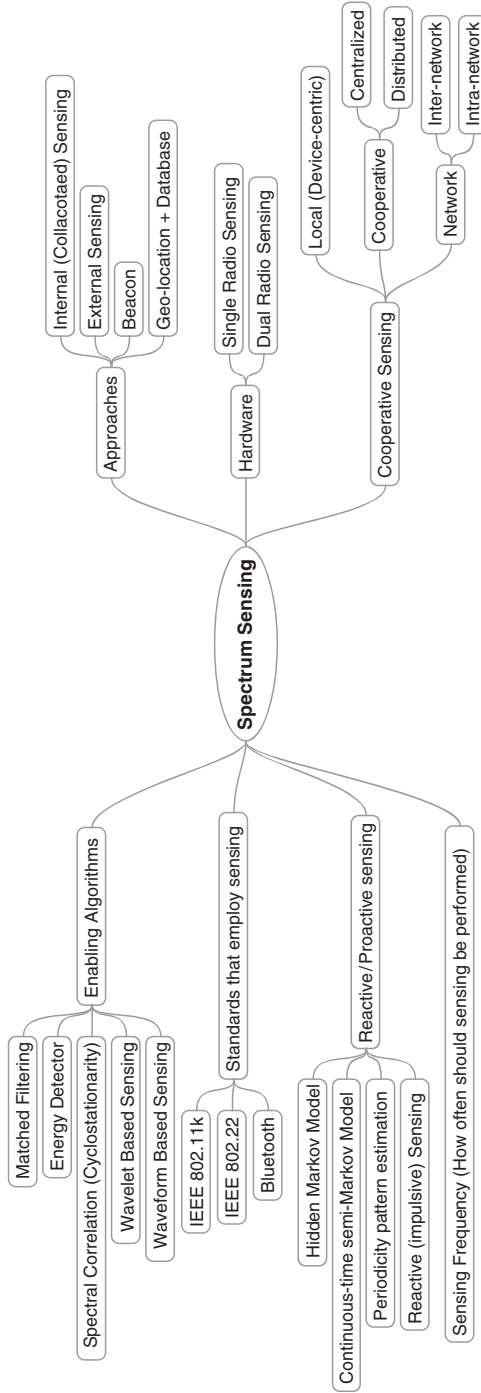 Spectrum Sensing
Approaches
Internal (Collacotaed) Sensing
External Sensing
Beacon
Geo-location + Database
Hardware
Single Radio Sensing
Dual Radio Sensing
Cooperative Sensing
Local (Device-centric)
Cooperative
Centralized
Distributed
Network
Inter-network
Intra-network
Enabling Algorithms
Matched Filtering
Energy Detector
Spectral Correlation (Cyclostationarity)
Wavelet Based Sensing
Waveform Based Sensing
Standards that employ sensing
IEEE 802.11k
IEEE 802.22
Bluetooth
Reactive/Proactive sensing
Hidden Markov Model
Continuous-time semi-Markov Model
Periodicity pattern estimation
Reactive (impulsive) Sensing
Sensing Frequency (How often should sensing be performed)